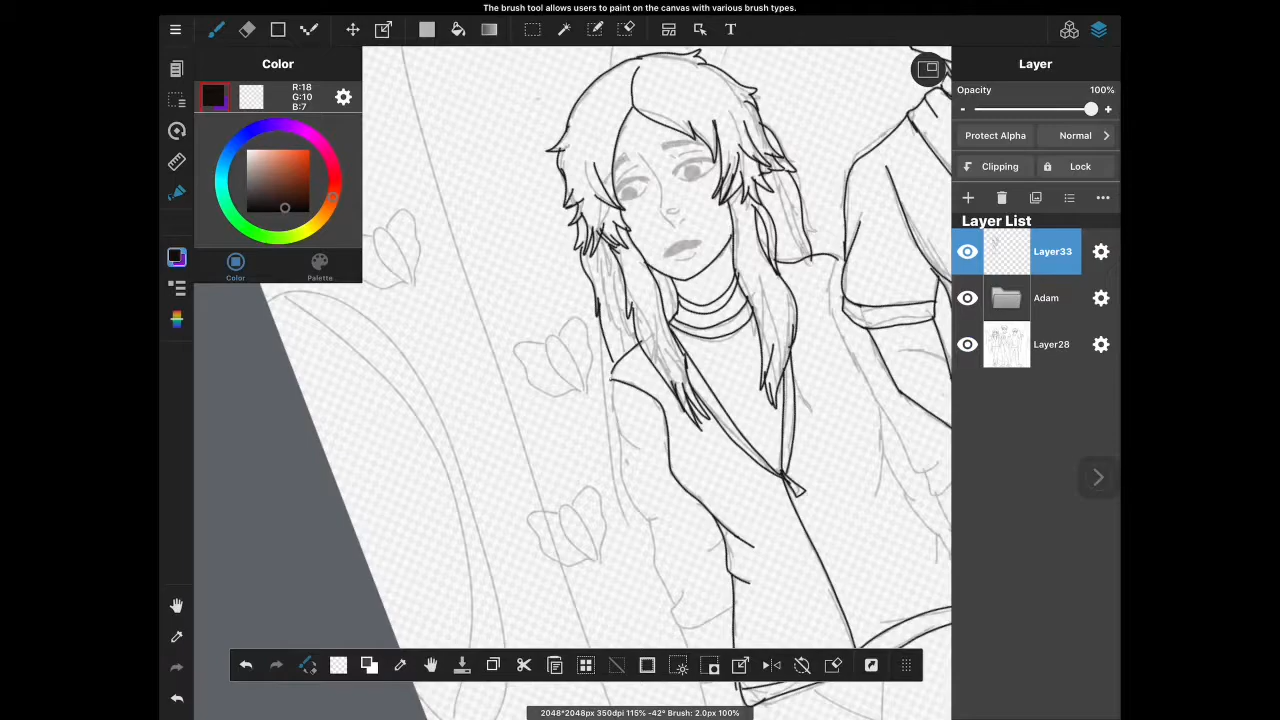 The brush tool allows users to paint on the canvas with various brush types.
T
Color
R:18
G:10
B:7
Color
Palette
Layer
Opacity
100%
-
+
Protect Alpha
Normal
Clipping
Lock
Layer List
Layer33
Adam
Layer28
2048*2048px 350dpi 115% -42° Brush: 2.0px 100%